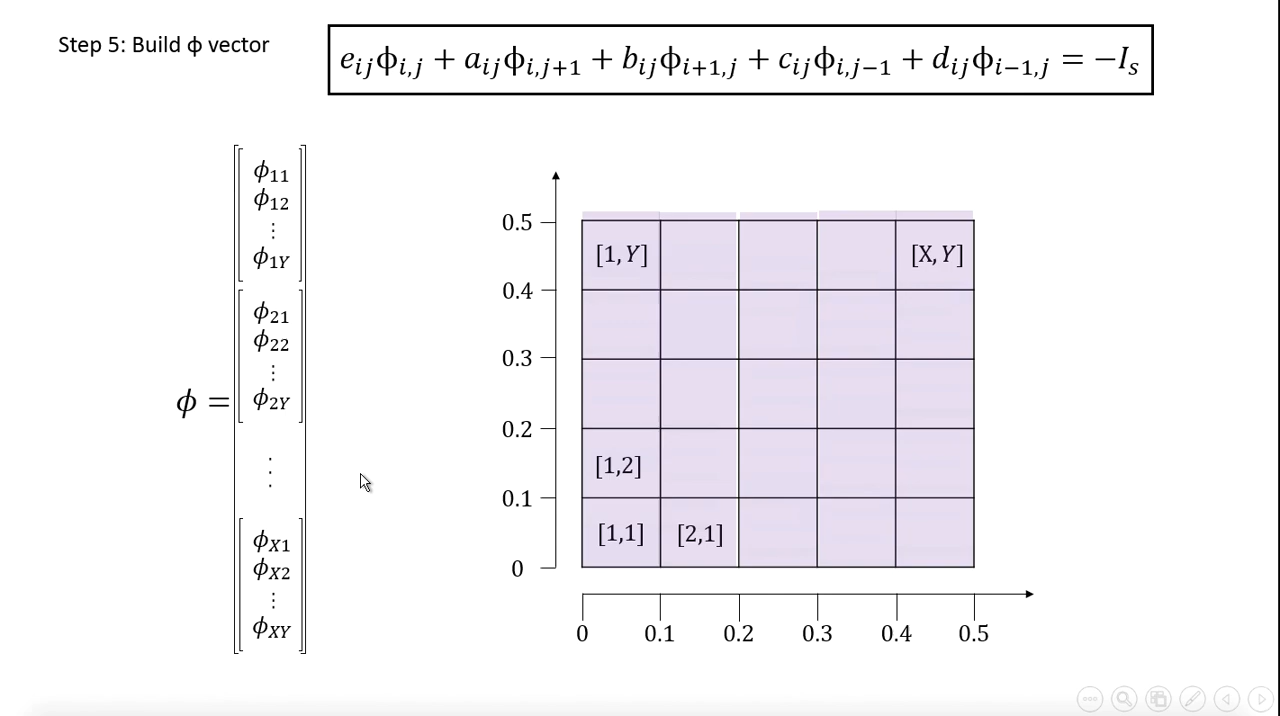 Step 5: Build ϕ vector
e_{ij}ϕ_{i,j} + a_{ij}ϕ_{i,j+1} + b_{ij}ϕ_{i+1,j} + c_{ij}ϕ_{i,j−1} + d_{ij}ϕ_{i−1,j} = −I_s
ϕ =
ϕ_{11}
ϕ_{12}
⋮
ϕ_{1Y}
ϕ_{21}
ϕ_{22}
⋮
ϕ_{2Y}
⋮
ϕ_{X1}
ϕ_{X2}
⋮
ϕ_{XY}
0.5
0.4
0.3
0.2
0.1
0
[1,Y] [X,Y]
[1,2]
[1,1] [2,1]
0 0.1 0.2 0.3 0.4 0.5